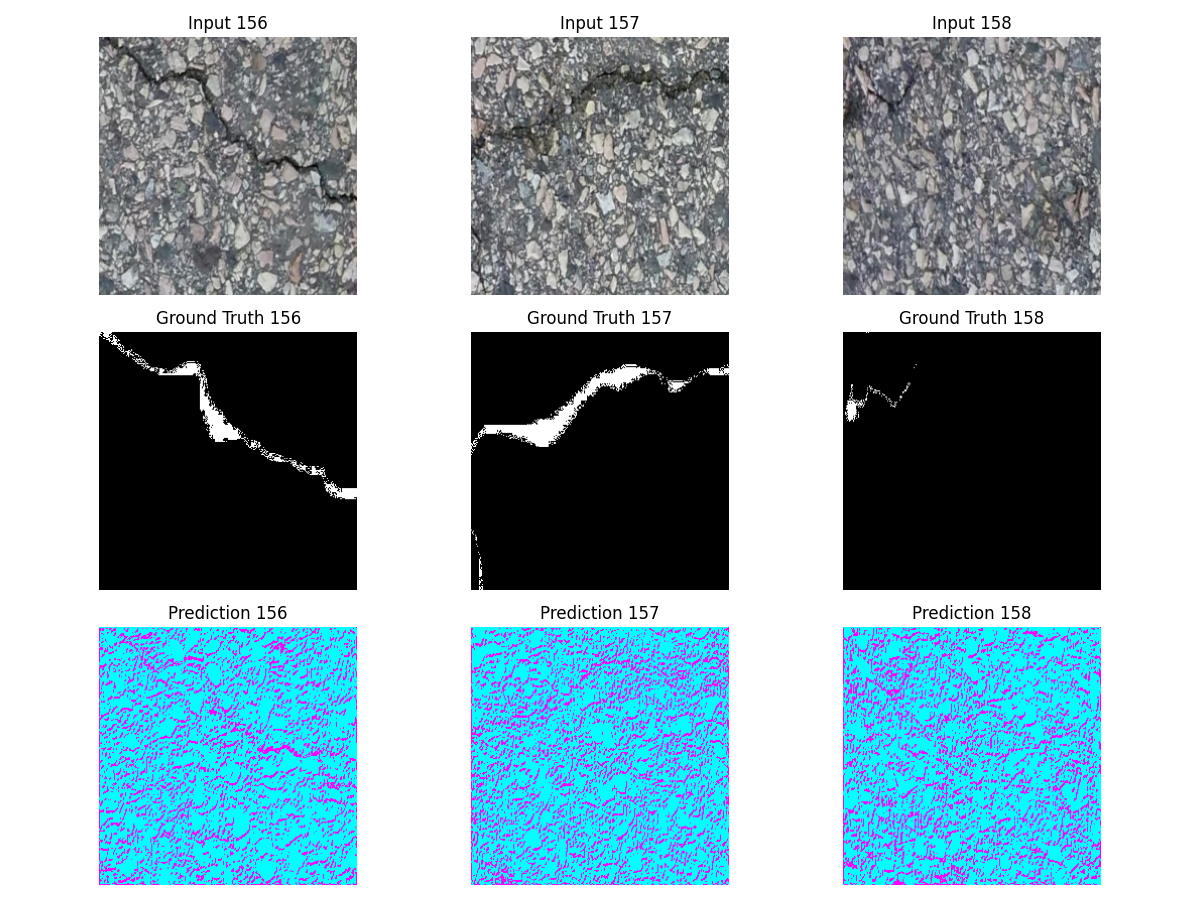 Input 156
Input 157
Input 158
Ground Truth 156
Ground Truth 157
Ground Truth 158
Prediction 156
Prediction 157
Prediction 158